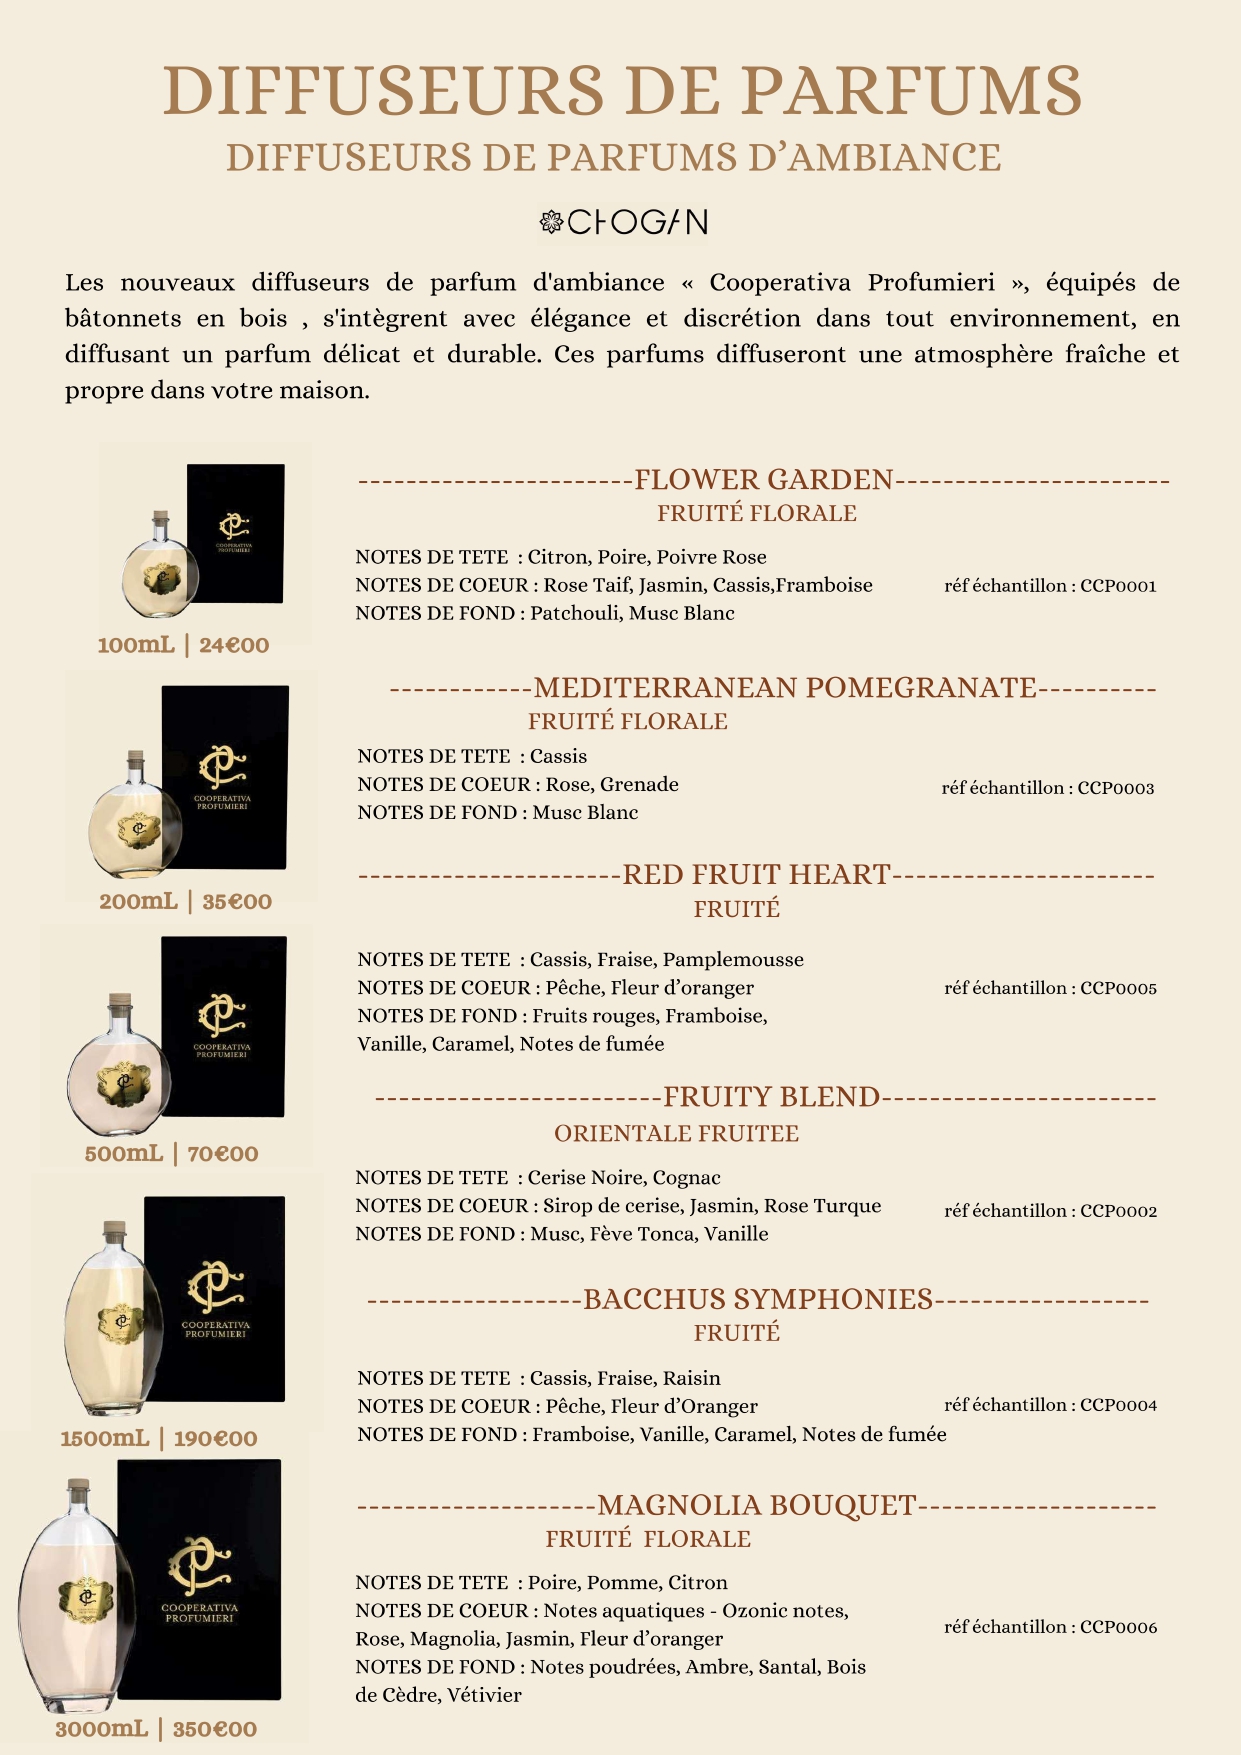 DIFFUSEURS DE PARFUMS
DIFFUSEURS DE PARFUMS D’AMBIANCE
CHOGAN
Les nouveaux diffuseurs de parfum d'ambiance « Cooperativa Profumieri », équipés de
bâtonnets en bois , s'intègrent avec élégance et discrétion dans tout environnement, en
diffusant un parfum délicat et durable. Ces parfums diffuseront une atmosphère fraîche et
propre dans votre maison.
COOPERATIVA
PROFUMIERI
100mL | 24€00
COOPERATIVA
PROFUMIERI
200mL | 35€00
COOPERATIVA
PROFUMIERI
500mL | 70€00
COOPERATIVA
PROFUMIERI
1500mL | 190€00
COOPERATIVA
PROFUMIERI
3000mL | 350€00
-----------------------FLOWER GARDEN-----------------------
FRUITÉ FLORALE
NOTES DE TETE : Citron, Poire, Poivre Rose
NOTES DE COEUR : Rose Taif, Jasmin, Cassis,Framboise
NOTES DE FOND : Patchouli, Musc Blanc
réf échantillon : CCP0001
------------MEDITERRANEAN POMEGRANATE----------
FRUITÉ FLORALE
NOTES DE TETE : Cassis
NOTES DE COEUR : Rose, Grenade
NOTES DE FOND : Musc Blanc
réf échantillon : CCP0003
----------------------RED FRUIT HEART----------------------
FRUITÉ
NOTES DE TETE : Cassis, Fraise, Pamplemousse
NOTES DE COEUR : Pêche, Fleur d’oranger
NOTES DE FOND : Fruits rouges, Framboise,
Vanille, Caramel, Notes de fumée
réf échantillon : CCP0005
------------------------FRUITY BLEND-----------------------
ORIENTALE FRUITEE
NOTES DE TETE : Cerise Noire, Cognac
NOTES DE COEUR : Sirop de cerise, Jasmin, Rose Turque
NOTES DE FOND : Musc, Fève Tonca, Vanille
réf échantillon : CCP0002
------------------BACCHUS SYMPHONIES------------------
FRUITÉ
NOTES DE TETE : Cassis, Fraise, Raisin
NOTES DE COEUR : Pêche, Fleur d’Oranger
NOTES DE FOND : Framboise, Vanille, Caramel, Notes de fumée
réf échantillon : CCP0004
--------------------MAGNOLIA BOUQUET--------------------
FRUITÉ FLORALE
NOTES DE TETE : Poire, Pomme, Citron
NOTES DE COEUR : Notes aquatiques - Ozonic notes,
Rose, Magnolia, Jasmin, Fleur d’oranger
NOTES DE FOND : Notes poudrées, Ambre, Santal, Bois
de Cèdre, Vétivier
réf échantillon : CCP0006